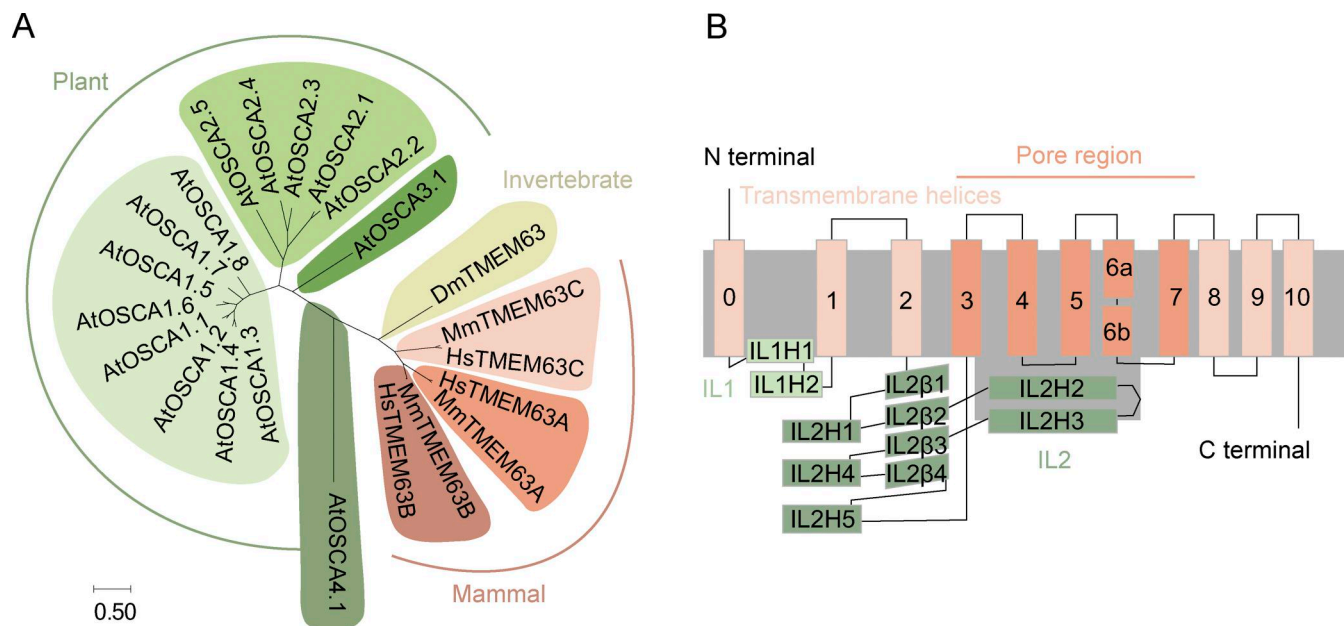 A
Plant
AtOSCA2.5
AtOSCA2.4
AtOSCA2.3
AtOSCA2.1
AtOSCA2.2
AtOSCA3.1
Invertebrate
DmTMEM63
MmTMEM63C
HsTMEM63C
HsTMEM63A
MmTMEM63A
MmTMEM63B
HsTMEM63B
Mammal
AtOSCA4.1
AtOSCA1.8
AtOSCA1.7
AtOSCA1.5
AtOSCA1.6
AtOSCA1.1
AtOSCA1.2
AtOSCA1.4
AtOSCA1.3
0.50
B
N terminal
Pore region
Transmembrane helices
0
1
2
3
4
5
6a
6b
7
8
9
10
IL1H1
IL1
IL1H2
IL2β1
IL2β2
IL2β3
IL2β4
IL2H1
IL2H4
IL2H5
IL2H2
IL2H3
IL2
C terminal